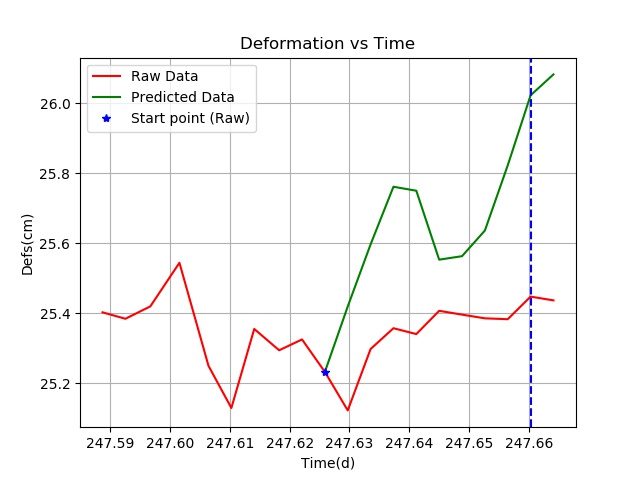 Deformation vs Time
Raw Data
Predicted Data
Start point (Raw)
26.0
25.8
25.6
25.4
25.2
Defs(cm)
247.59 247.60 247.61 247.62 247.63 247.64 247.65 247.66
Time(d)